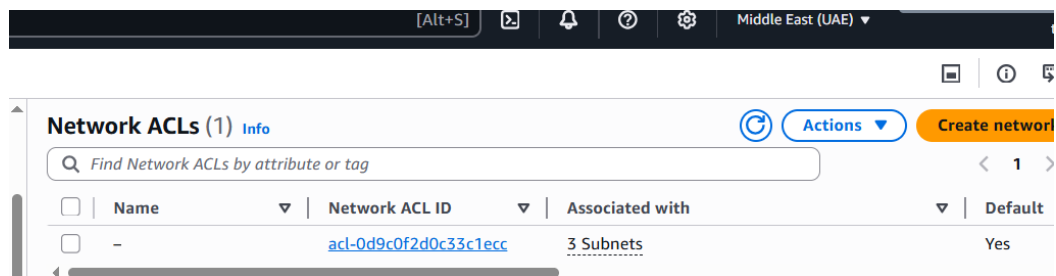 [Alt+S] Middle East (UAE)
Network ACLs (1) Info Actions Create network
Find Network ACLs by attribute or tag 1
Name Network ACL ID Associated with Default
– acl-0d9c0f2d0c33c1ecc 3 Subnets Yes